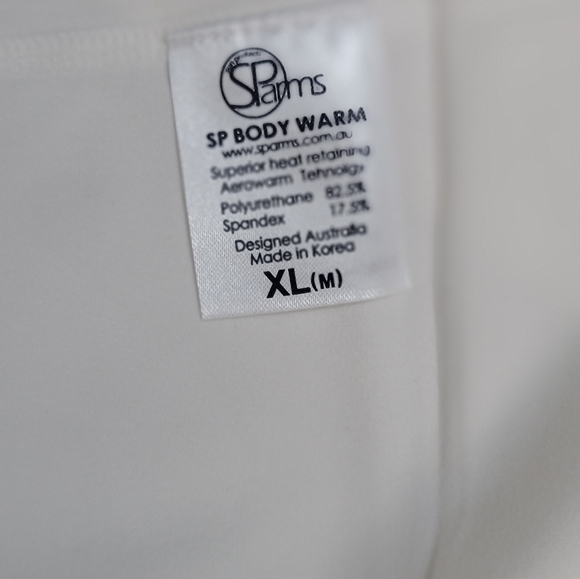 SParms
SP BODY WARM
www.sparms.com.au
Superior heat retaining
Aerowarm Tehnolgy
Polyurethane 82.5%
Spandex 17.5%
Designed Australia
Made in Korea
XL(M)